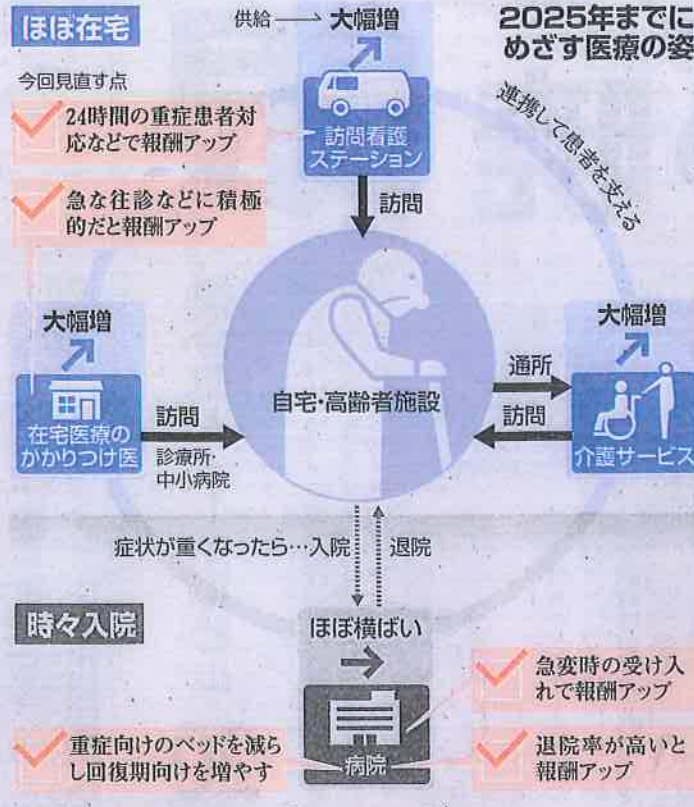 ほぼ在宅
供給
大幅増
2025年までに
めざす医療の姿
今回見直す点
24時間の重症患者対
応などで報酬アップ
訪問看護
ステーション
連携して患者を支える
急な往診などに積極
的だと報酬アップ
訪問
大幅増
在宅医療の
かかりつけ医
訪問
診療所・
中小病院
自宅・高齢者施設
通所
訪問
大幅増
介護サービス
症状が重くなったら…入院
退院
時々入院
ほぼ横ばい
病院
急変時の受け入
れで報酬アップ
重症向けのベッドを減ら
し回復期向けを増やす
退院率が高いと
報酬アップ